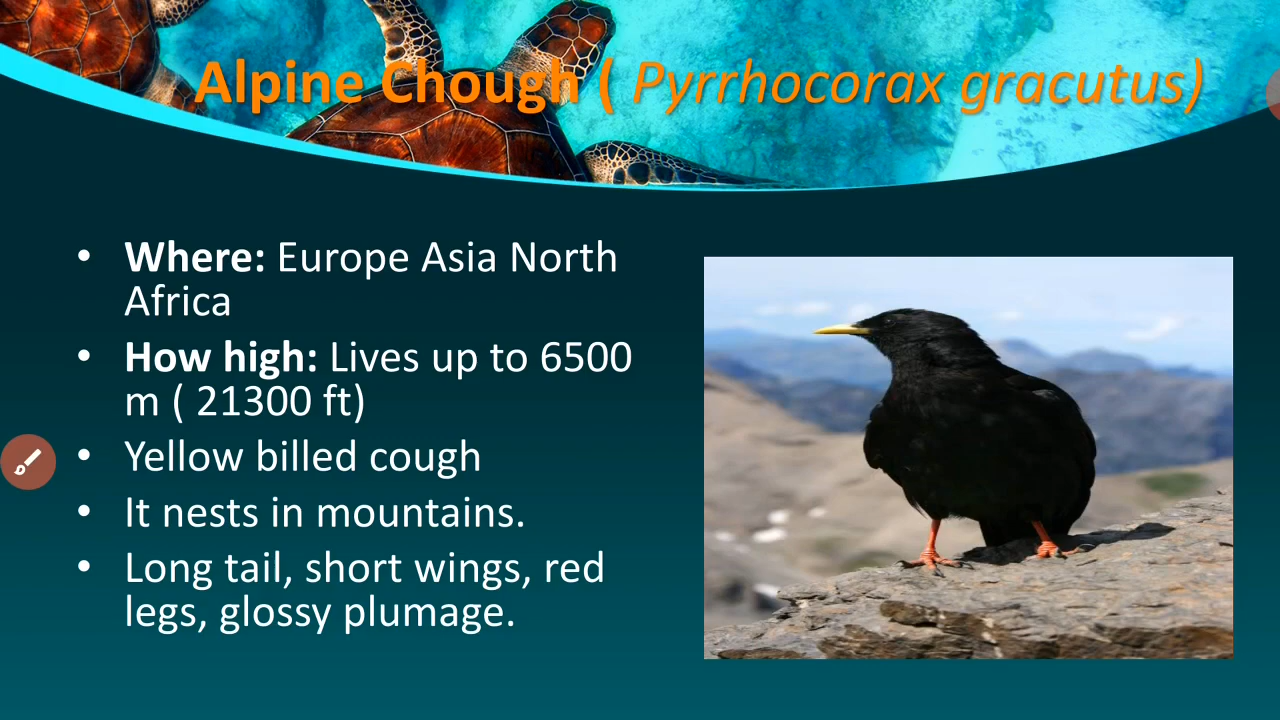 Alpine Chough ( Pyrrhocorax gracutus)
• Where: Europe Asia North
Africa
• How high: Lives up to 6500
m ( 21300 ft)
• Yellow billed cough
• It nests in mountains.
• Long tail, short wings, red
legs, glossy plumage.